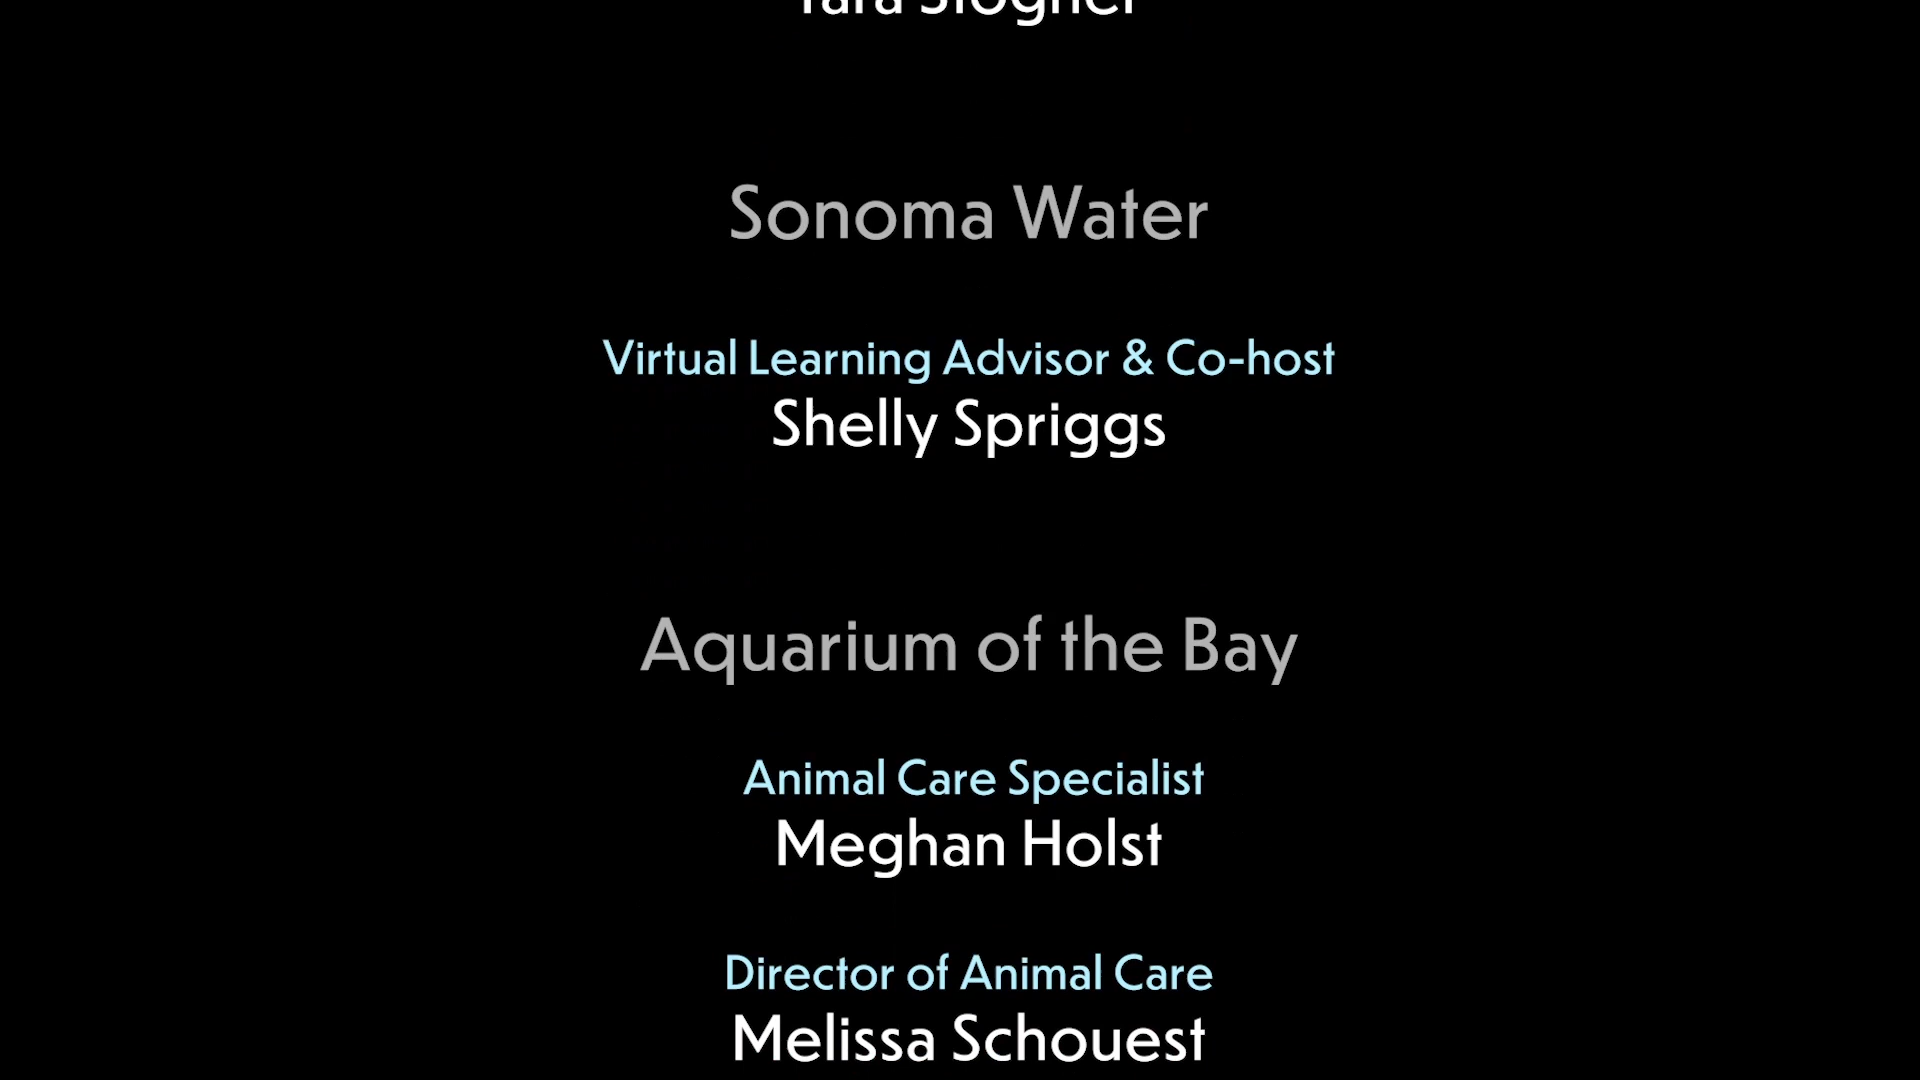 Sonoma Water
Virtual Learning Advisor & Co-host
Shelly Spriggs
Aquarium of the Bay
Animal Care Specialist
Meghan Holst
Director of Animal Care
Melissa Schouest